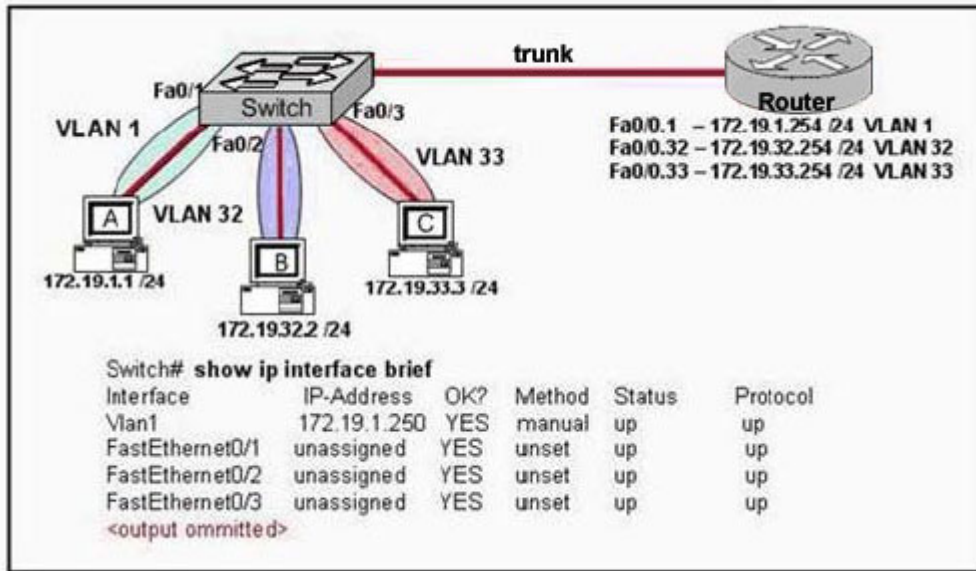 trunk
Fa0/1
Switch
Fa0/3
Router
VLAN 1
Fa0/2
VLAN 33
Fa0/0.1 – 172.19.1.254 /24 VLAN 1
Fa0/0.32 – 172.19.32.254 /24 VLAN 32
Fa0/0.33 – 172.19.33.254 /24 VLAN 33
A
VLAN 32
C
B
172.19.1.1 /24
172.19.33.3 /24
172.19.32.2 /24
Switch# show ip interface brief
Interface IP-Address OK? Method Status Protocol
Vlan1 172.19.1.250 YES manual up up
FastEthernet0/1 unassigned YES unset up up
FastEthernet0/2 unassigned YES unset up up
FastEthernet0/3 unassigned YES unset up up
<output ommitted>